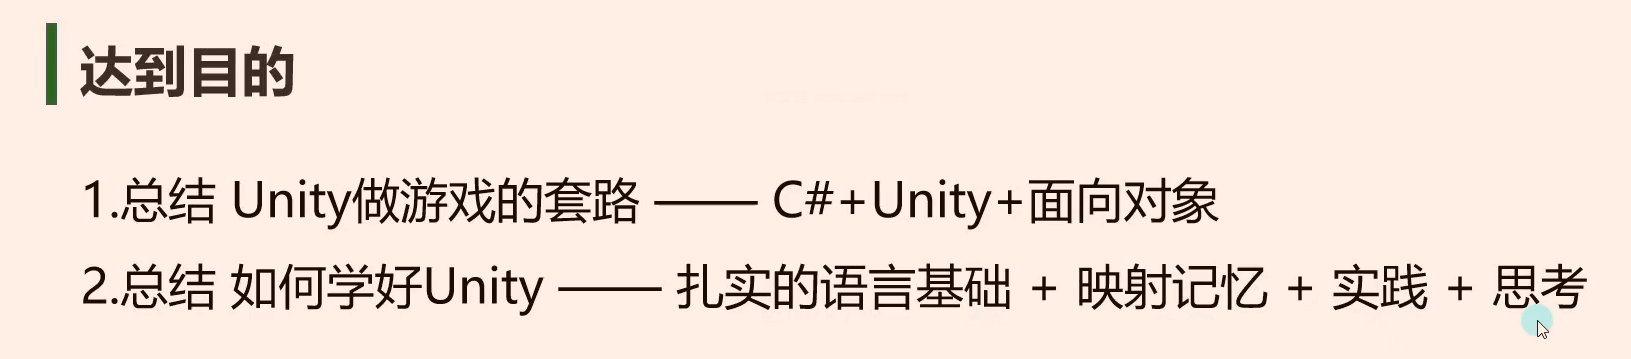 达到目的
1.总结 Unity做游戏的套路 —— C#+Unity+面向对象
2.总结 如何学好Unity —— 扎实的语言基础 + 映射记忆 + 实践 + 思考